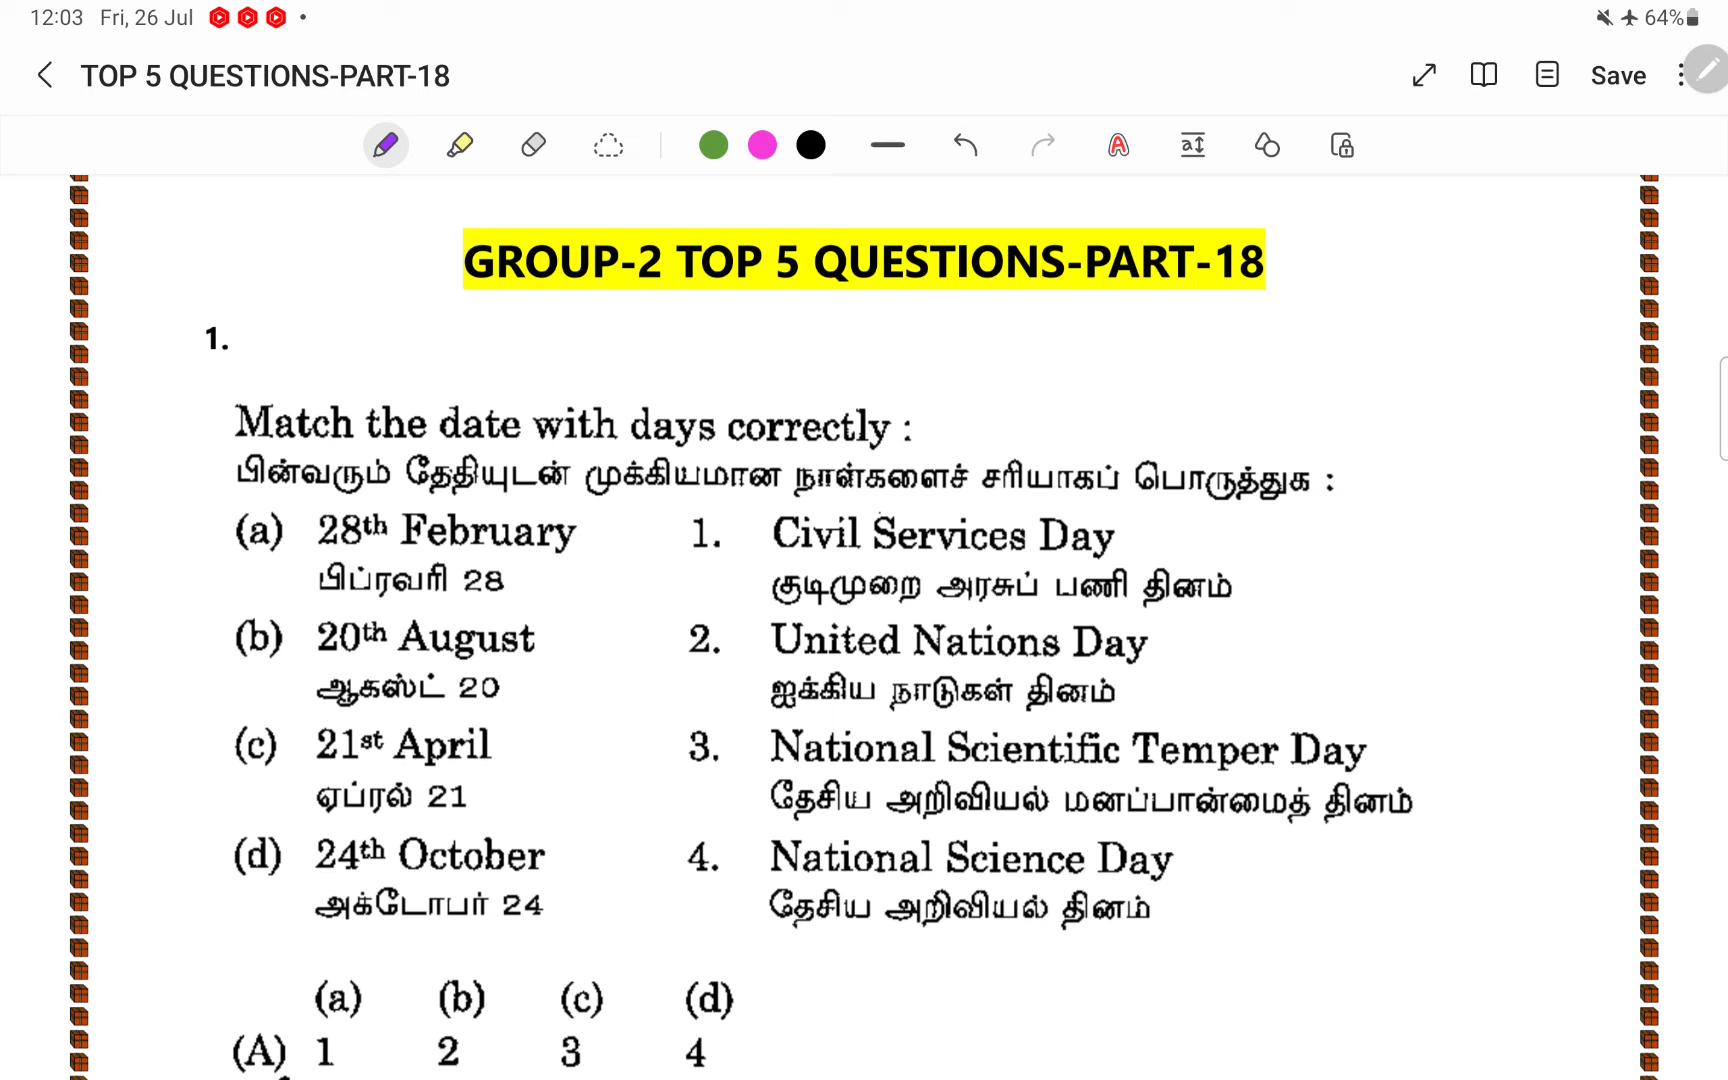 12:03 Fri, 26 Jul
64%
TOP 5 QUESTIONS-PART-18
Save
GROUP-2 TOP 5 QUESTIONS-PART-18
1.
Match the date with days correctly :
பின்வரும் தேதியுடன் முக்கியமான நாள்களைச் சரியாகப் பொருத்துக :
(a) 28th February 1. Civil Services Day
பிப்ரவரி 28 குடிமுறை அரசுப் பணி தினம்
(b) 20th August 2. United Nations Day
ஆகஸ்ட் 20 ஐக்கிய நாடுகள் தினம்
(c) 21st April 3. National Scientific Temper Day
ஏப்ரல் 21 தேசிய அறிவியல் மனப்பான்மைத் தினம்
(d) 24th October 4. National Science Day
அக்டோபர் 24 தேசிய அறிவியல் தினம்
(a) (b) (c) (d)
(A) 1 2 3 4